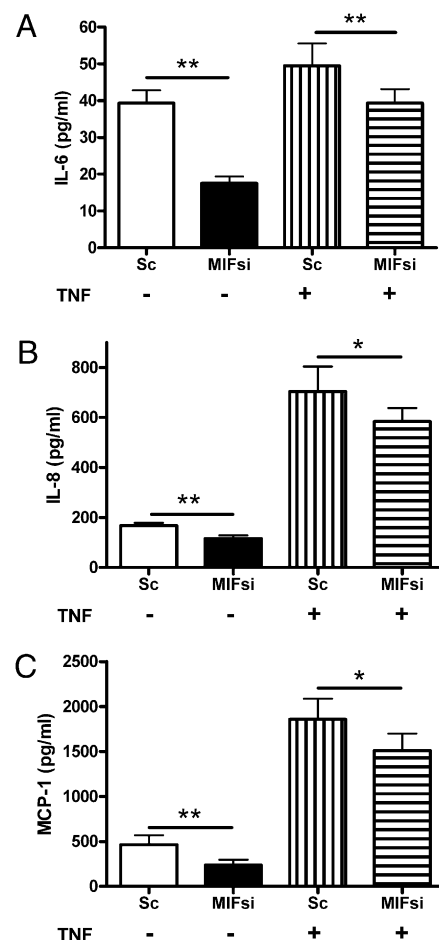 A
**
**
IL-6 (pg/ml)
60
50
40
30
20
10
0
Sc MIFsi Sc MIFsi
TNF - - + +
B
*
**
IL-8 (pg/ml)
800
600
400
200
0
Sc MIFsi Sc MIFsi
TNF - - + +
C
*
**
MCP-1 (pg/ml)
2500
2000
1500
1000
500
0
Sc MIFsi Sc MIFsi
TNF - - + +